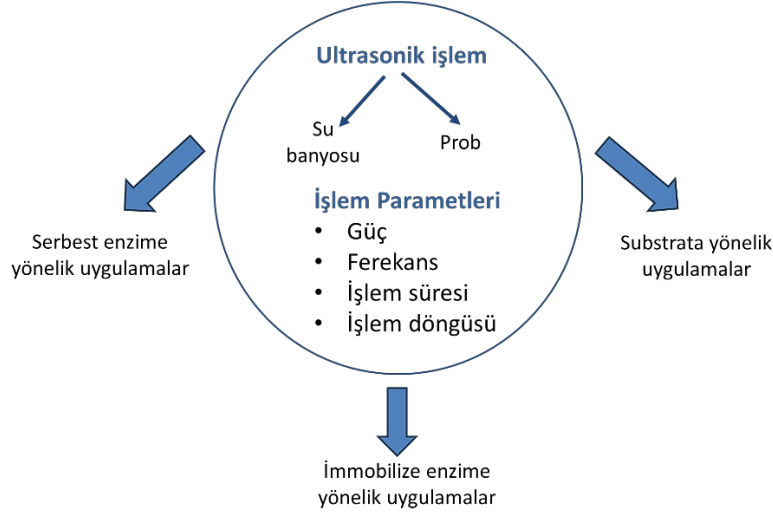 Ultrasonik işlem
Su
banyosu
Prob
İşlem Parametleri
• Güç
• Ferekans
• İşlem süresi
• İşlem döngüsü
Serbest enzime
yönelik uygulamalar
Substrata yönelik
uygulamalar
İmmobilize enzime
yönelik uygulamalar